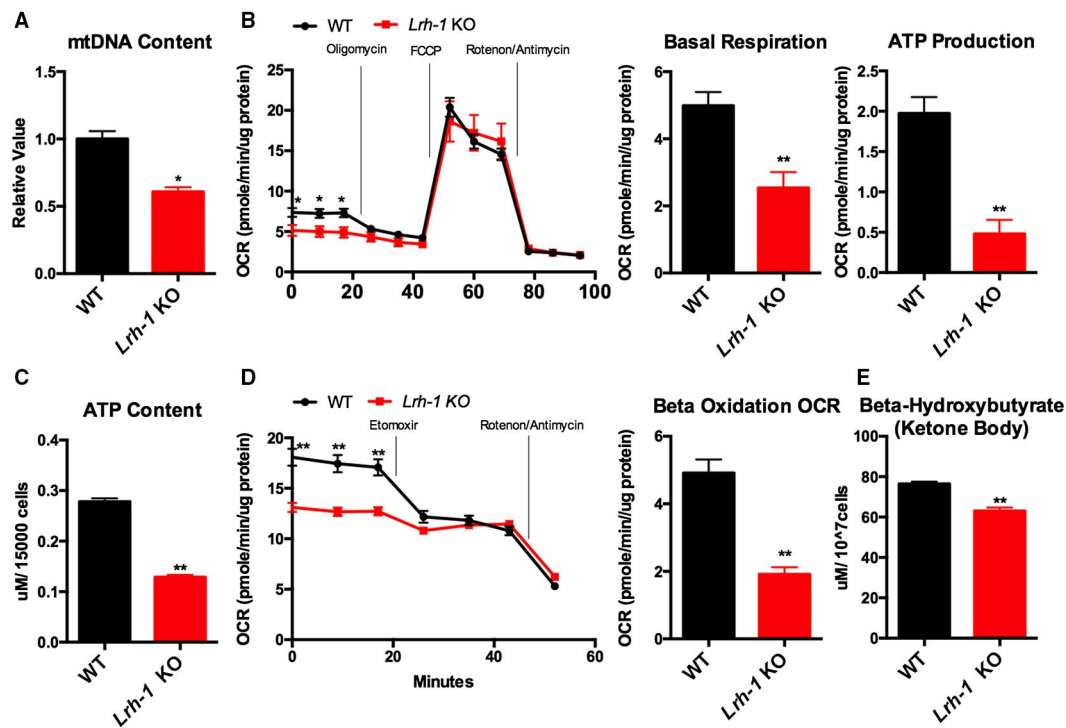 A
mtDNA Content
Relative Value
1.5
1.0
0.5
0.0
WT
Lrh-1 KO
*
B
WT
Lrh-1 KO
Oligomycin
FCCP
Rotenon/Antimycin
OCR (pmole/min/ug protein)
25
20
15
10
5
0
* * *
0 20 40 60 80 100
Basal Respiration
OCR (pmole/min//ug protein)
6
4
2
0
**
WT
Lrh-1 KO
ATP Production
OCR (pmole/min/ug protein)
2.5
2.0
1.5
1.0
0.5
0.0
**
WT
Lrh-1 KO
C
ATP Content
uM/ 15000 cells
0.4
0.3
0.2
0.1
0.0
**
WT
Lrh-1 KO
D
WT
Lrh-1 KO
Etomoxir
Rotenon/Antimycin
OCR (pmole/min/ug protein)
20
15
10
5
0
** ** **
0 20 40 60
Minutes
Beta Oxidation OCR
OCR (pmole/min//ug protein)
6
4
2
0
**
WT
Lrh-1 KO
E
Beta-Hydroxybutyrate
(Ketone Body)
uM/ 10^7cells
100
80
60
40
20
0
**
WT
Lrh-1 KO